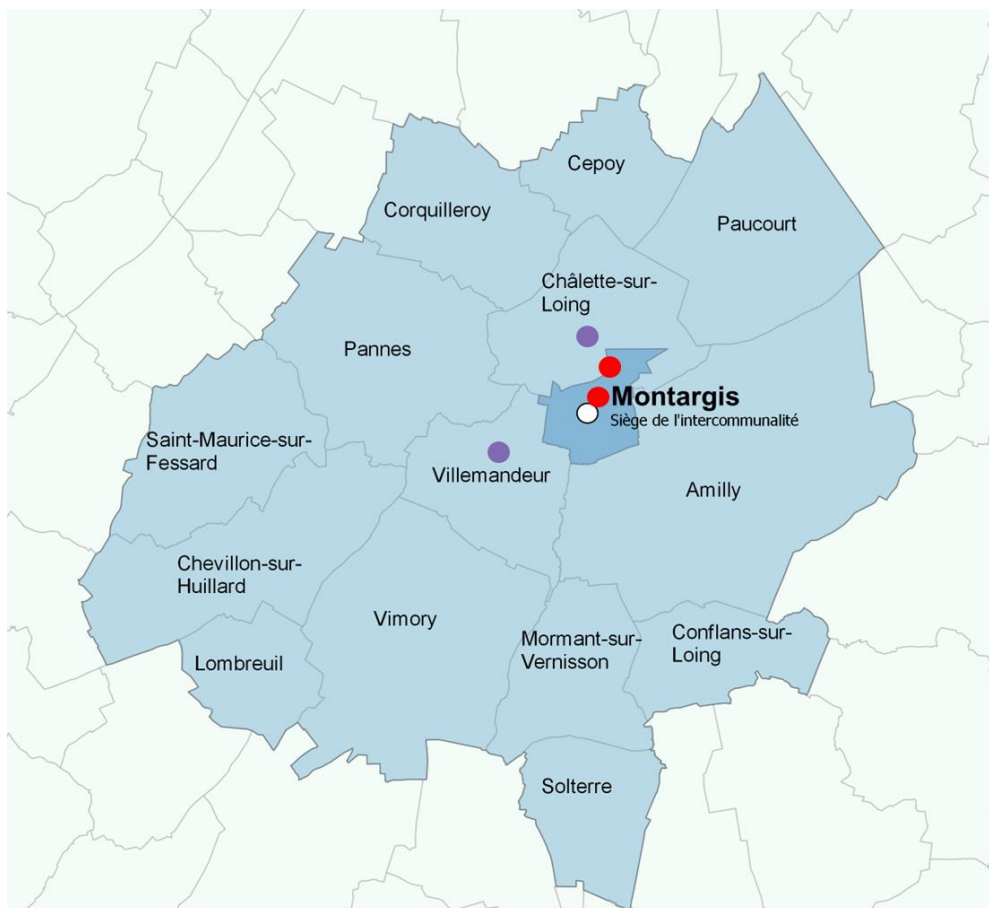 Cepoy
Corquilleroy
Paucourt
Châlette-sur-
Loing
Pannes
Montargis
Siège de l'intercommunalité
Saint-Maurice-sur-
Fessard
Villemandeur
Amilly
Chevillon-sur-
Huillard
Vimory
Mormant-sur-
Vernisson
Conflans-sur-
Loing
Lombreuil
Solterre